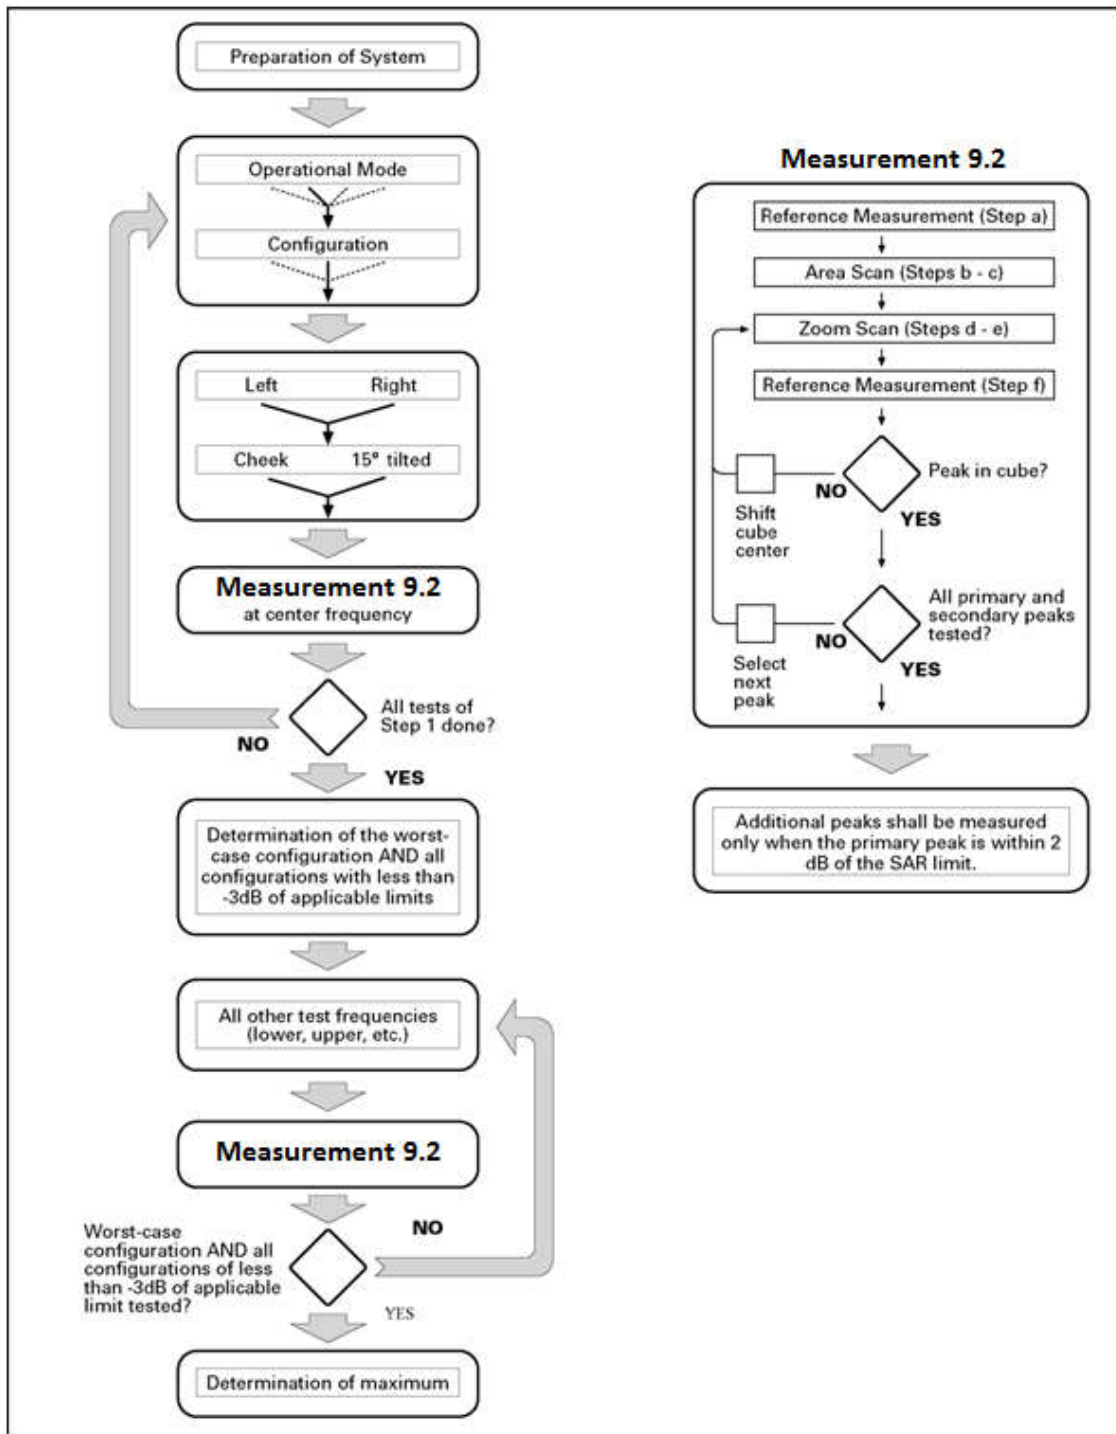 Preparation of System
Operational Mode
Configuration
Left Right
Cheek 15° tilted
Measurement 9.2
at center frequency
All tests of
Step 1 done?
NO
YES
Determination of the worst-
case configuration AND all
configurations with less than
-3dB of applicable limits
All other test frequencies
(lower, upper, etc.)
Measurement 9.2
NO
Worst-case
configuration AND all
configurations of less
than -3dB of applicable
limit tested?
YES
Determination of maximum
Measurement 9.2
Reference Measurement (Step a)
Area Scan (Steps b - c)
Zoom Scan (Steps d - e)
Reference Measurement (Step f)
Peak in cube?
NO
YES
Shift
cube
center
All primary and
secondary peaks
tested?
NO
YES
Select
next
peak
Additional peaks shall be measured
only when the primary peak is within 2
dB of the SAR limit.